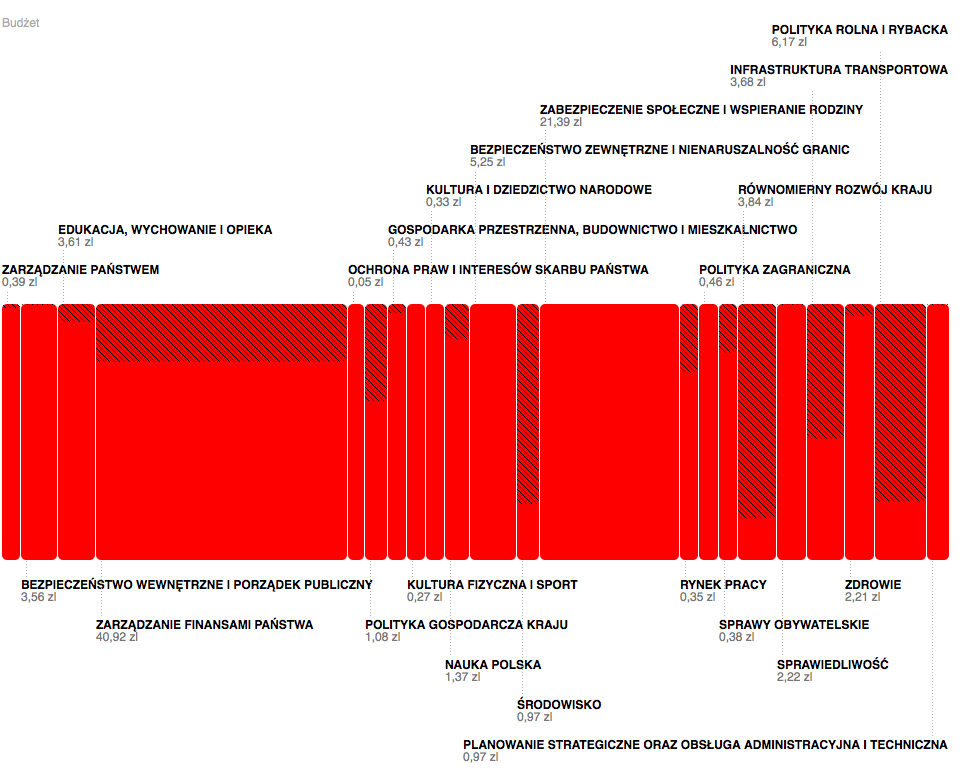 Budżet
POLITYKA ROLNA I RYBACKA
6,17 zl
INFRASTRUKTURA TRANSPORTOWA
3,68 zl
ZABEZPIECZENIE SPOŁECZNE I WSPIERANIE RODZINY
21,39 zl
BEZPIECZEŃSTWO ZEWNĘTRZNE I NIENARUSZALNOŚĆ GRANIC
5,25 zl
KULTURA I DZIEDZICTWO NARODOWE
0,33 zl
RÓWNOMIERNY ROZWÓJ KRAJU
3,84 zl
EDUKACJA, WYCHOWANIE I OPIEKA
3,61 zl
GOSPODARKA PRZESTRZENNA, BUDOWNICTWO I MIESZKALNICTWO
0,43 zl
ZARZĄDZANIE PAŃSTWEM
0,39 zl
OCHRONA PRAW I INTERESÓW SKARBU PAŃSTWA
0,05 zl
POLITYKA ZAGRANICZNA
0,46 zl
BEZPIECZEŃSTWO WEWNĘTRZNE I PORZĄDEK PUBLICZNY
3,56 zl
KULTURA FIZYCZNA I SPORT
0,27 zl
RYNEK PRACY
0,35 zl
ZDROWIE
2,21 zl
ZARZĄDZANIE FINANSAMI PAŃSTWA
40,92 zl
POLITYKA GOSPODARCZA KRAJU
1,08 zl
SPRAWY OBYWATELSKIE
0,38 zl
NAUKA POLSKA
1,37 zl
SPRAWIEDLIWOŚĆ
2,22 zl
ŚRODOWISKO
0,97 zl
PLANOWANIE STRATEGICZNE ORAZ OBSŁUGA ADMINISTRACYJNA I TECHNICZNA
0,97 zl